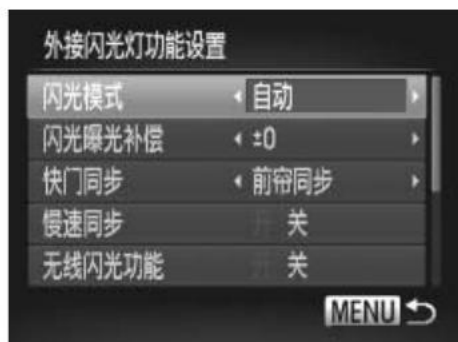 外接闪光灯功能设置
闪光模式 自动
闪光曝光补偿 ±0
快门同步 前帘同步
慢速同步 开 关
无线闪光功能 开 关
MENU